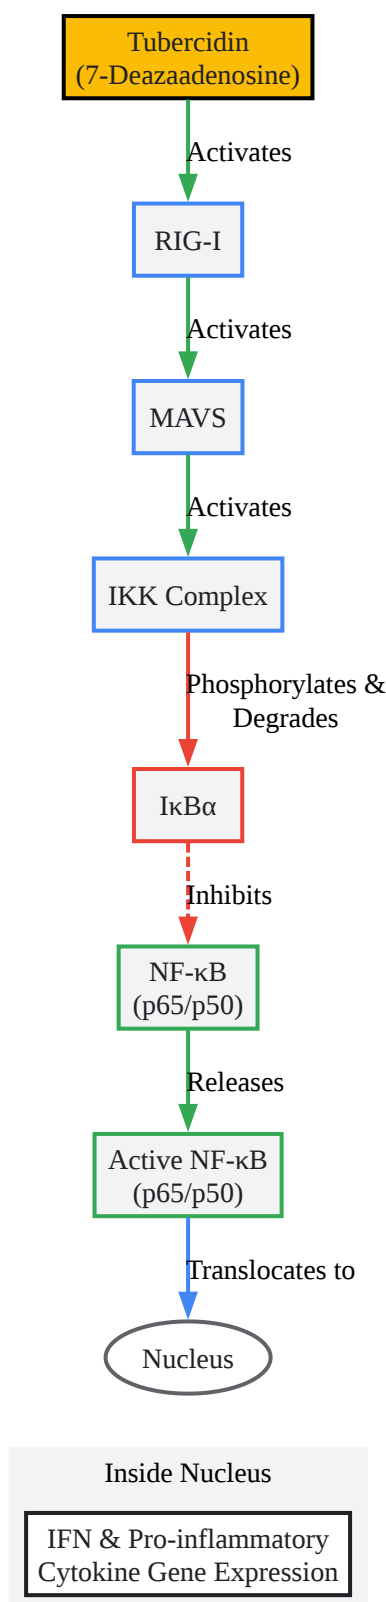 Tubercidin
(7-Deazaadenosine)
Activates
RIG-I
Activates
MAVS
Activates
IKK Complex
Phosphorylates &
Degrades
IκBα
Inhibits
NF-κB
(p65/p50)
Releases
Active NF-κB
(p65/p50)
Translocates to
Nucleus
Inside Nucleus
IFN & Pro-inflammatory
Cytokine Gene Expression